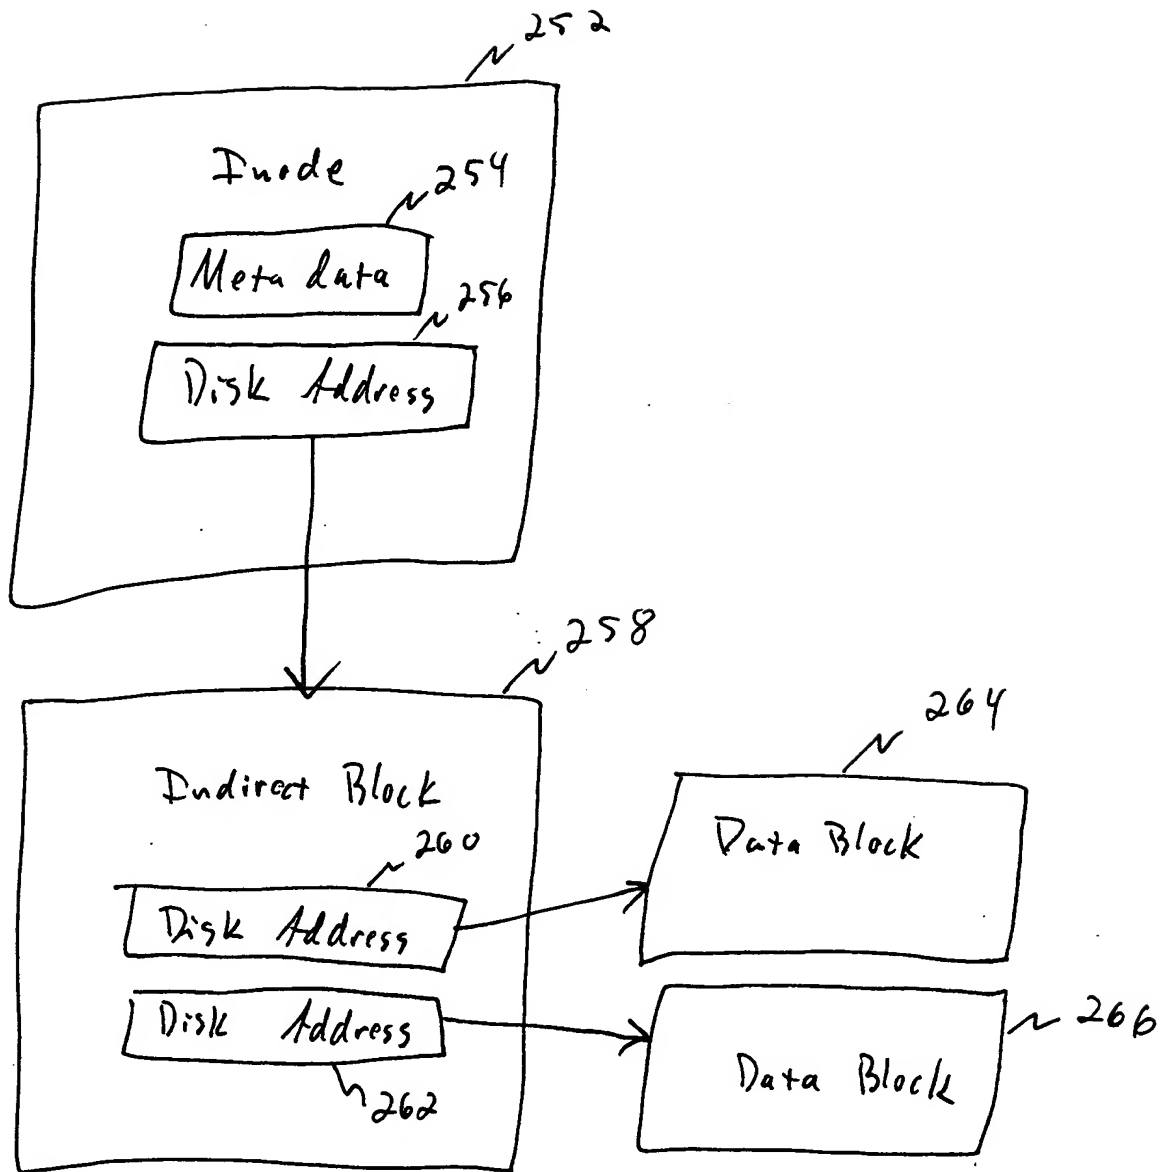 252
Inode
254
Meta data
256
Disk Address
258
Indirect Block
260
Disk Address
Disk Address
262
264
Data Block
266
Data Block